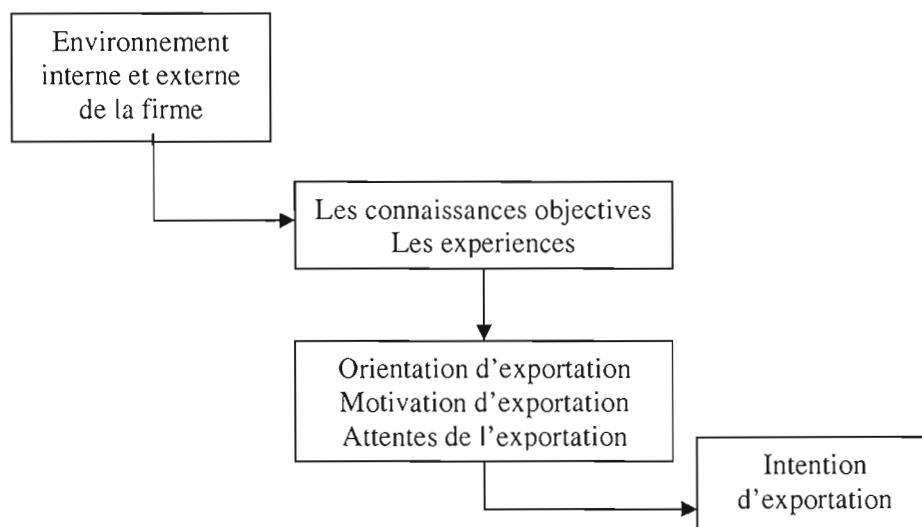 Environnement
interne et externe
de la firme
Les connaissances objectives
Les experiences
Orientation d'exportation
Motivation d'exportation
Attentes de l'exportation
Intention
d'exportation